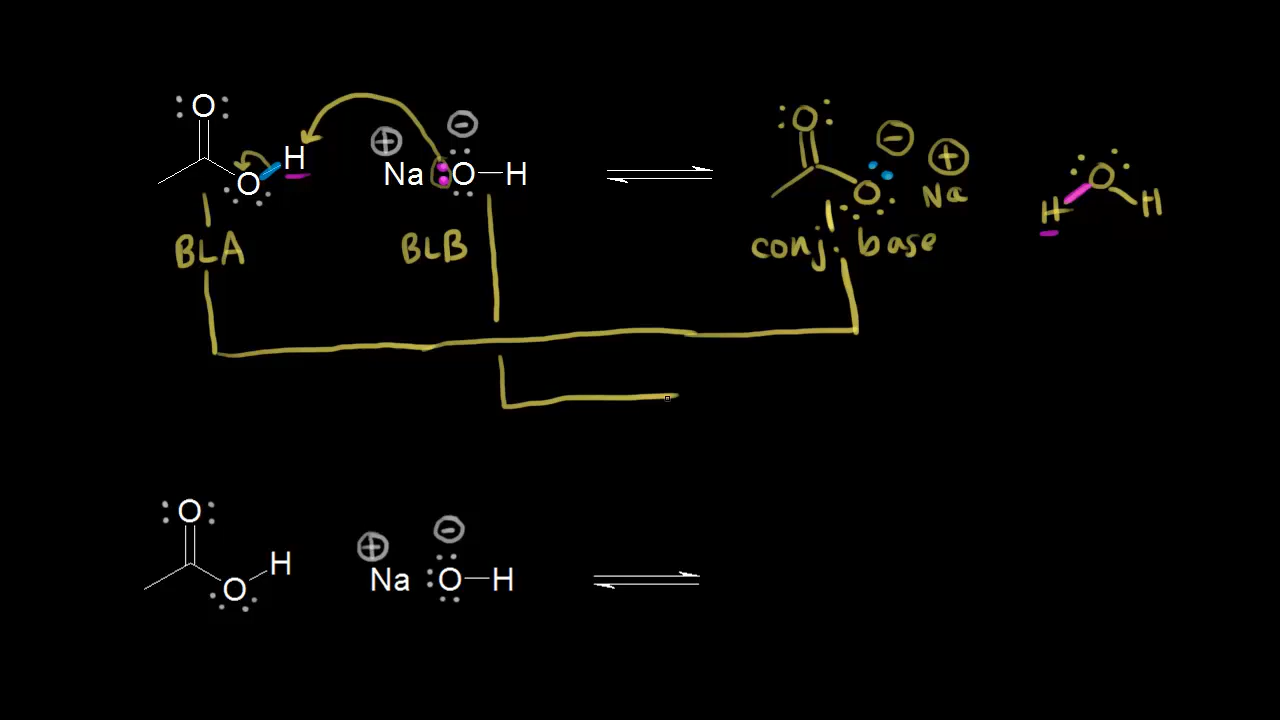 O H ⊕ ⊖ O ⊖ ⊕
O Na O—H O Na O
H H
BLA BLB conj. base
O ⊖
⊕ H
O Na O—H